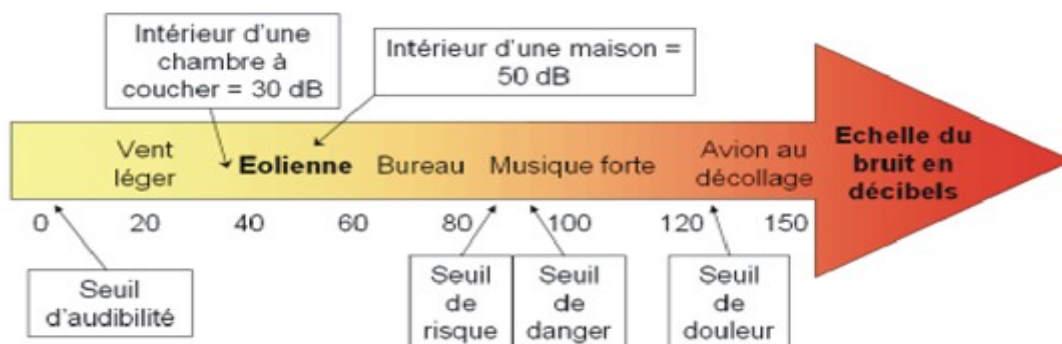 Intérieur d'une
chambre à
coucher = 30 dB
Intérieur d'une maison =
50 dB
Vent
léger
Eolienne
Bureau
Musique forte
Avion au
décollage
Echelle du
bruit en
décibels
0 20 40 60 80 100 120 150
Seuil
d'audibilité
Seuil
de
risque
Seuil
de
danger
Seuil
de
douleur